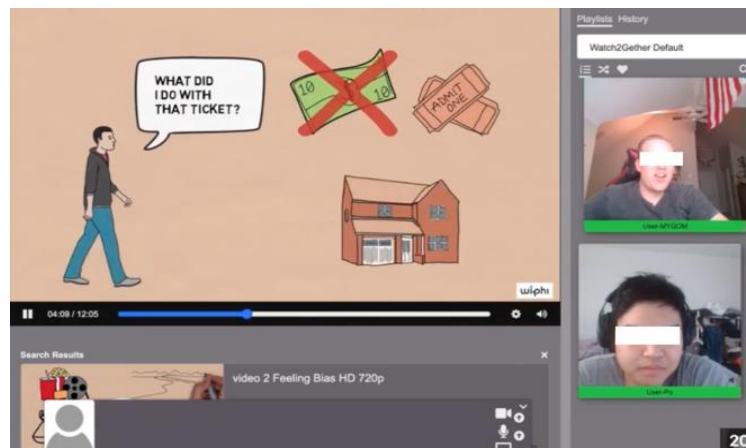 Playlists History
Watch2Gether Default
WHAT DID
I DO WITH
THAT TICKET?
10
10
ADMIT
ONE
wiphi
04:09 / 12:05
User-MYGOM
Search Results
video 2 Feeling Bias HD 720p
User-Po
20